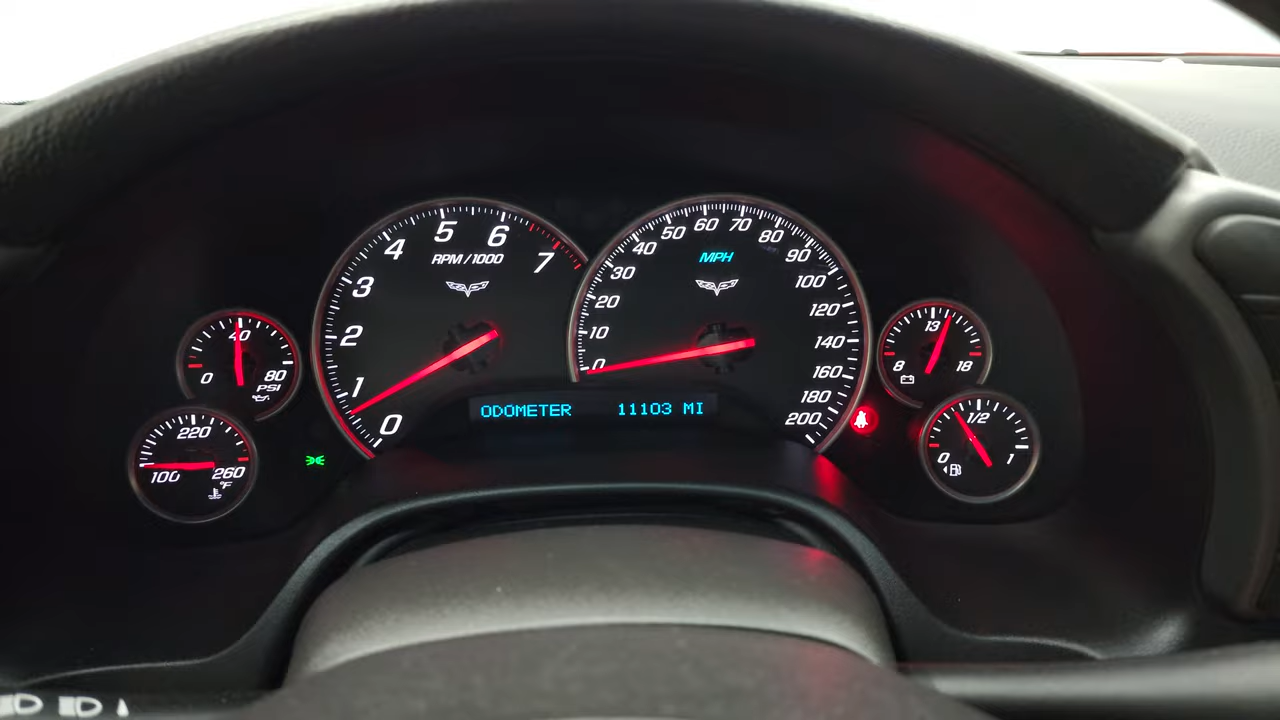 0 1 2 3 4 5 6 7
RPM / 1000
0 10 20 30 40 50 60 70 80 90 100 120 140 160 180 200
MPH
0 40 80
PSI
100 220 260
°F
8 13 18
0 1/2 1
ODOMETER 11103 MI